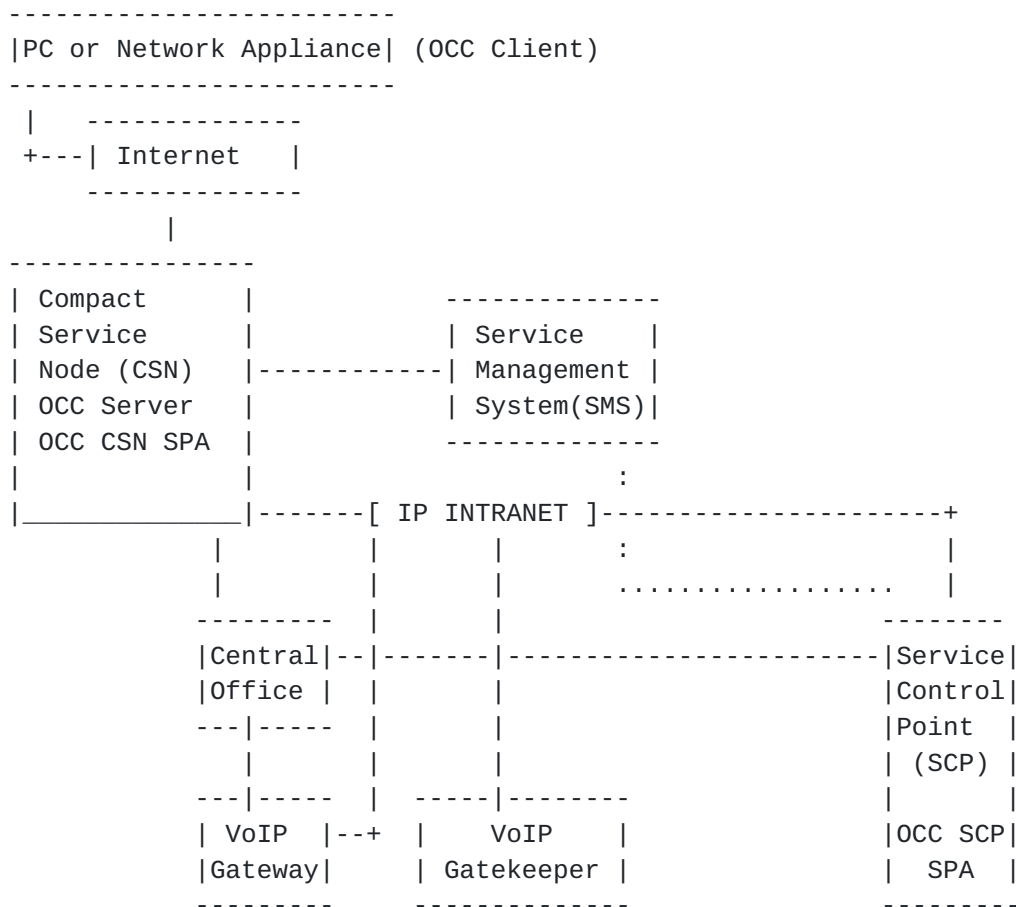 --------------------------
|PC or Network Appliance| (OCC Client)
--------------------------
 |   --------------
 +---| Internet   |
     --------------
          |
----------------
| Compact      |            --------------
| Service      |            | Service    |
| Node (CSN)   |------------| Management |
| OCC Server   |            | System(SMS)|
| OCC CSN SPA  |            --------------
|              |                       :
|______________|-------[ IP INTRANET ]----------------------+
             |         |       |       :                    |
             |         |       |       ..................   |
            ---------  |       |                        --------
            |Central|--|-------|------------------------|Service|
            |Office |  |       |                        |Control|
            ---|-----  |       |                        |Point  |
               |       |       |                        | (SCP) |
            ---|-----  |  -----|--------                |       |
            | VoIP  |--+  |    VoIP     |                |OCC SCP|
            |Gateway|     | Gatekeeper |                |  SPA  |
            ---------     --------------                ---------